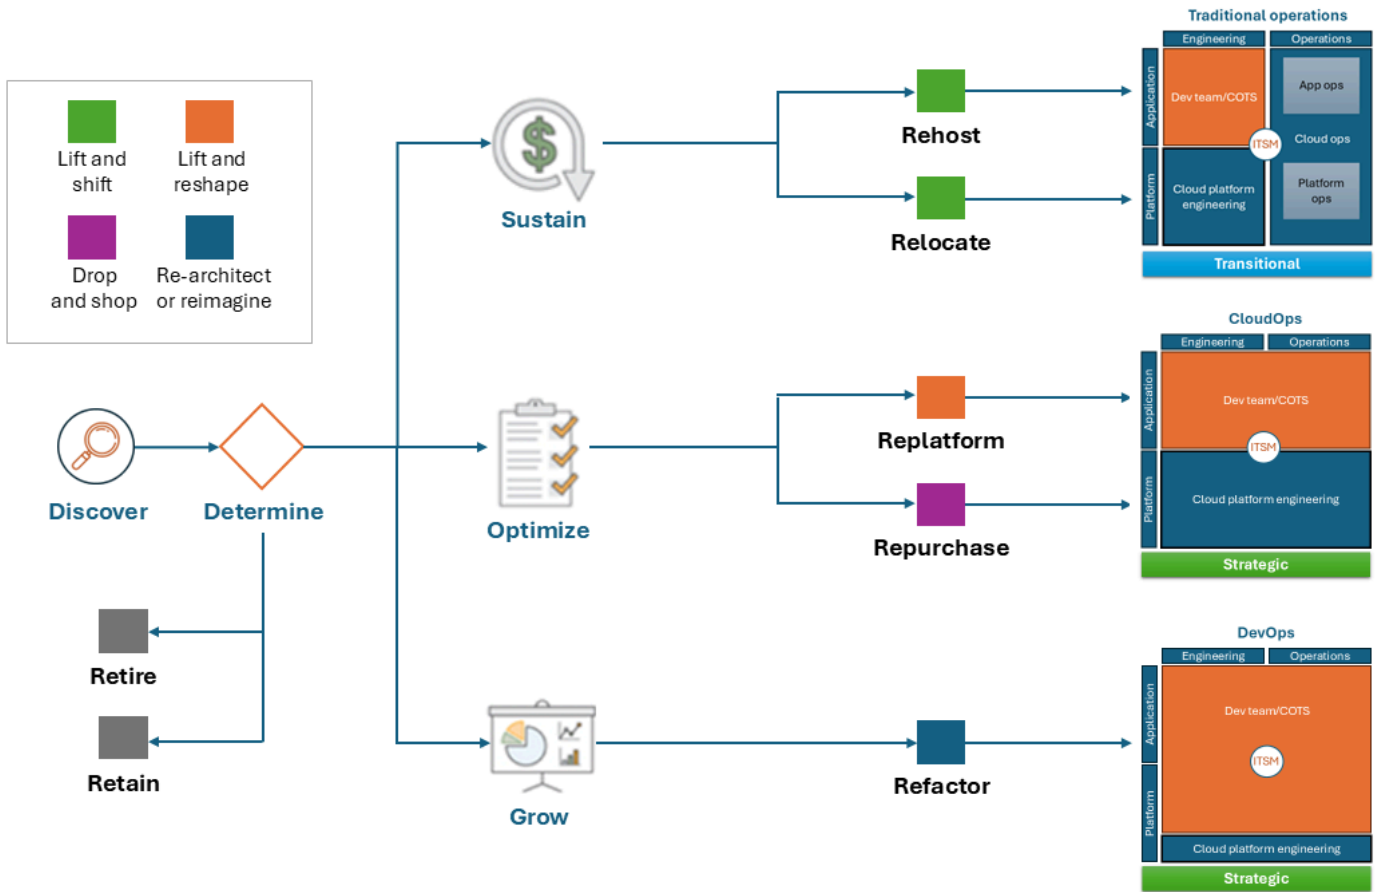 Lift and
shift
Lift and
reshape
Drop
and shop
Re-architect
or reimagine
Discover
Determine
Retire
Retain
Sustain
Optimize
Grow
Rehost
Relocate
Replatform
Repurchase
Refactor
Traditional operations
Engineering
Operations
Application
Platform
Dev team/COTS
App ops
ITSM
Cloud ops
Cloud platform
engineering
Platform
ops
Transitional
CloudOps
Engineering
Operations
Application
Platform
Dev team/COTS
ITSM
Cloud platform engineering
Strategic
DevOps
Engineering
Operations
Application
Platform
Dev team/COTS
ITSM
Cloud platform engineering
Strategic